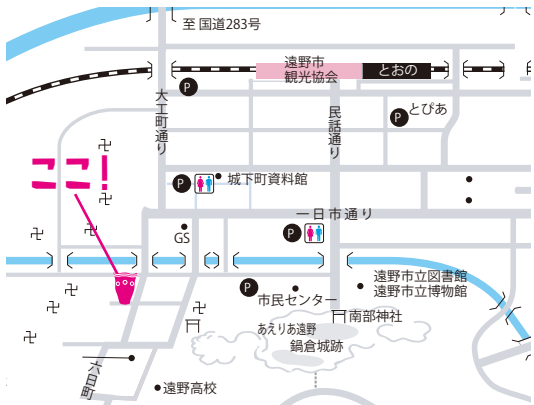 至 国道283号
遠野市
観光協会
とおの
P
大工町通り
民話通り
P
とぴあ
ここ!
P
城下町資料館
一日市通り
GS
P
遠野市立図書館
遠野市立博物館
P
市民センター
南部神社
あえりあ遠野
鍋倉城跡
六日町
遠野高校